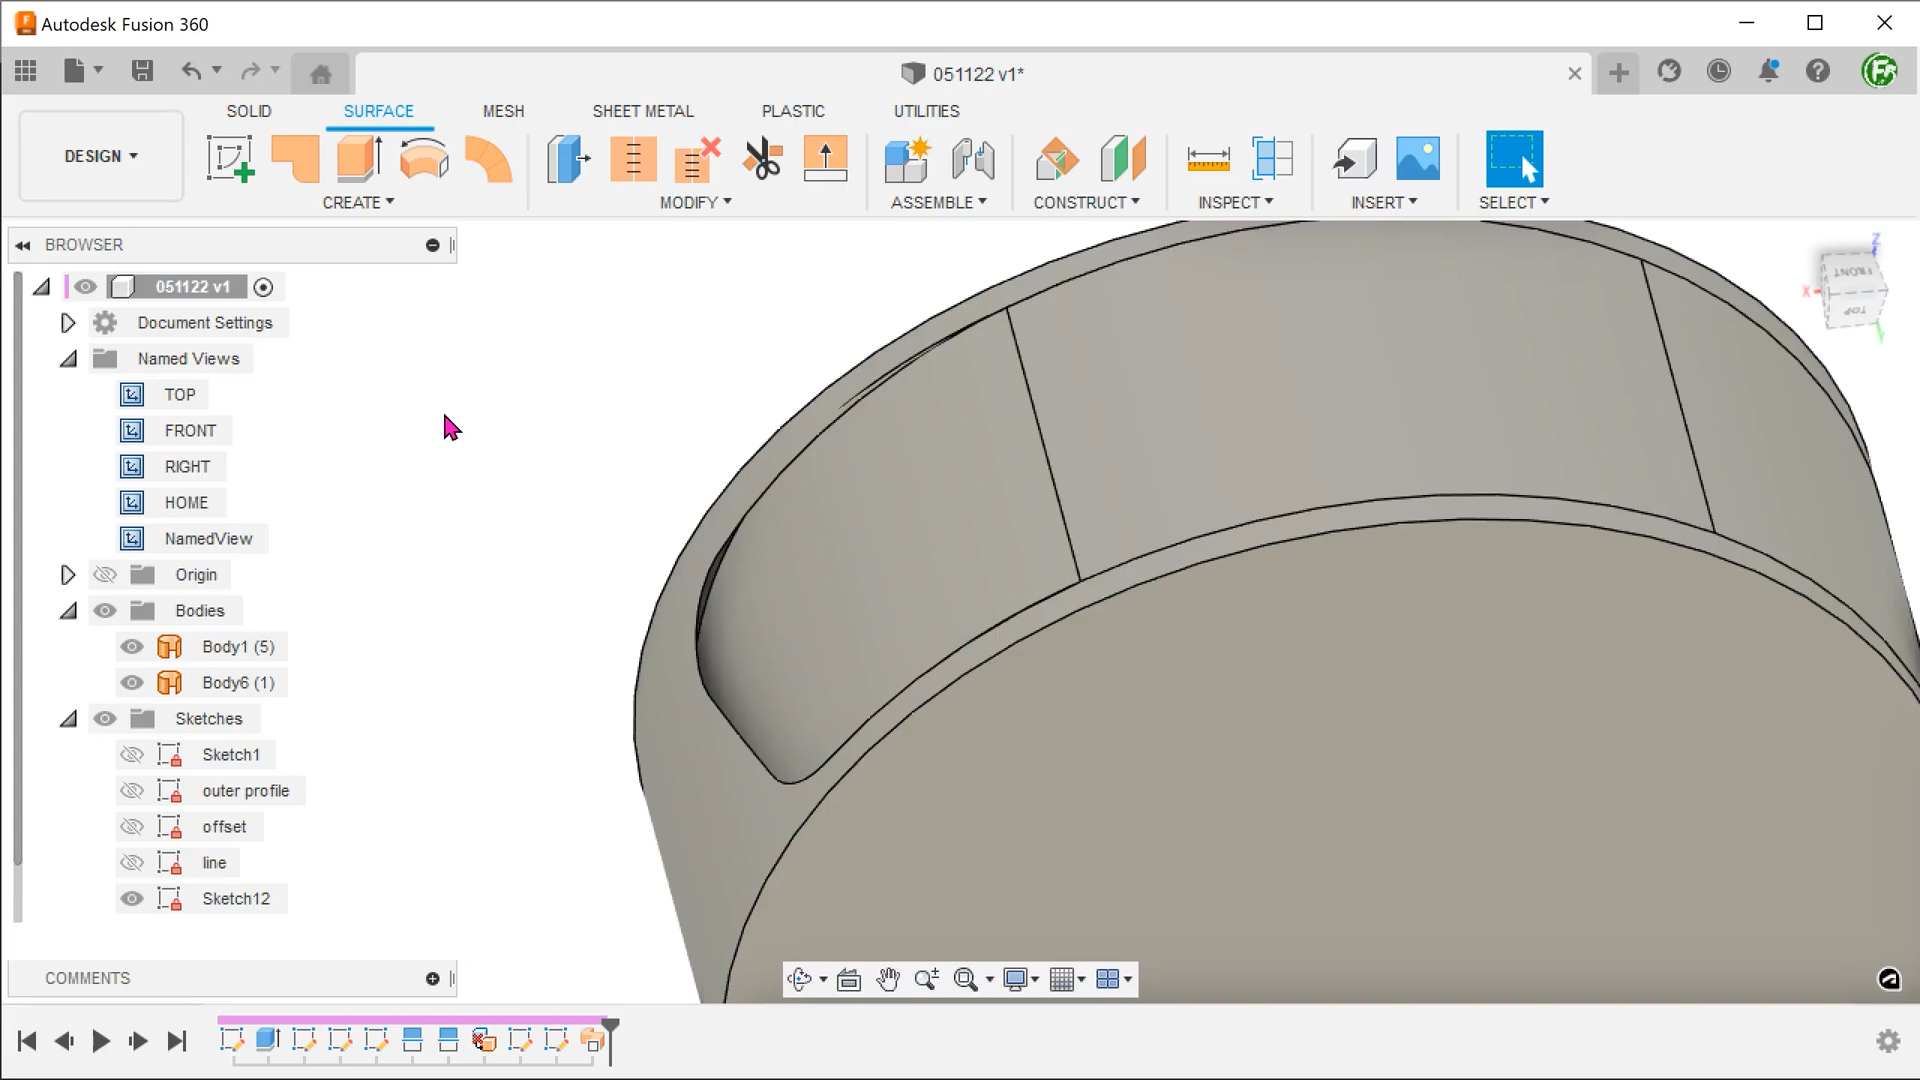 Autodesk Fusion 360
051122 v1*
SOLID SURFACE MESH SHEET METAL PLASTIC UTILITIES
DESIGN
CREATE MODIFY ASSEMBLE CONSTRUCT INSPECT INSERT SELECT
BROWSER
051122 v1
Document Settings
Named Views
TOP
FRONT
RIGHT
HOME
NamedView
Origin
Bodies
Body1 (5)
Body6 (1)
Sketches
Sketch1
outer profile
offset
line
Sketch12
COMMENTS
Z
FRONT
X
TOP
Y